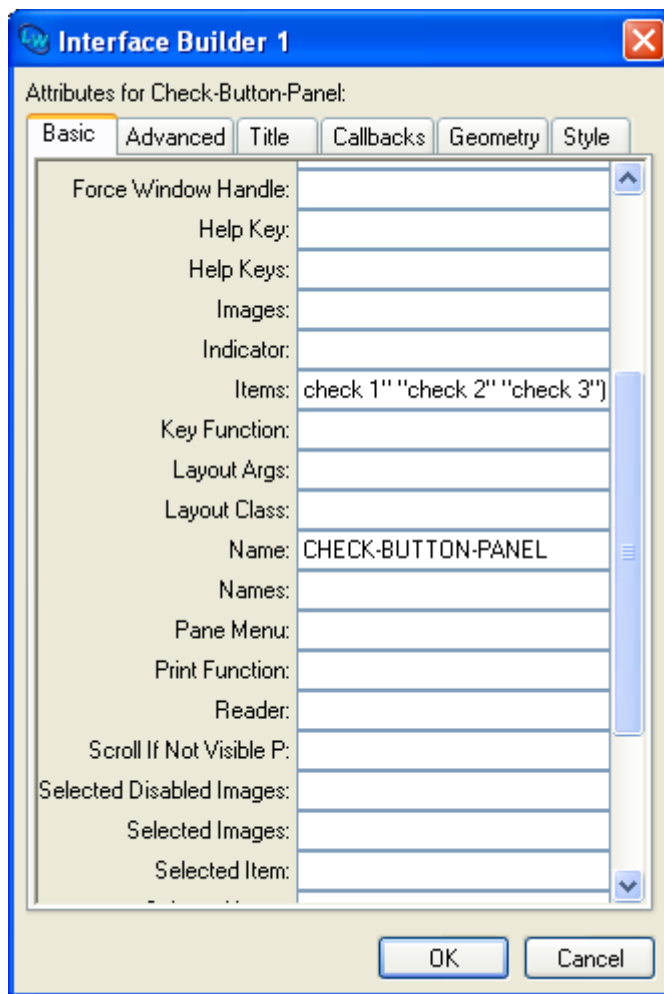 Interface Builder 1
Attributes for Check-Button-Panel:
Basic Advanced Title Callbacks Geometry Style
Force Window Handle:
Help Key:
Help Keys:
Images:
Indicator:
Items: check 1" "check 2" "check 3")
Key Function:
Layout Args:
Layout Class:
Name: CHECK-BUTTON-PANEL
Names:
Pane Menu:
Print Function:
Reader:
Scroll If Not Visible P:
Selected Disabled Images:
Selected Images:
Selected Item:
OK Cancel